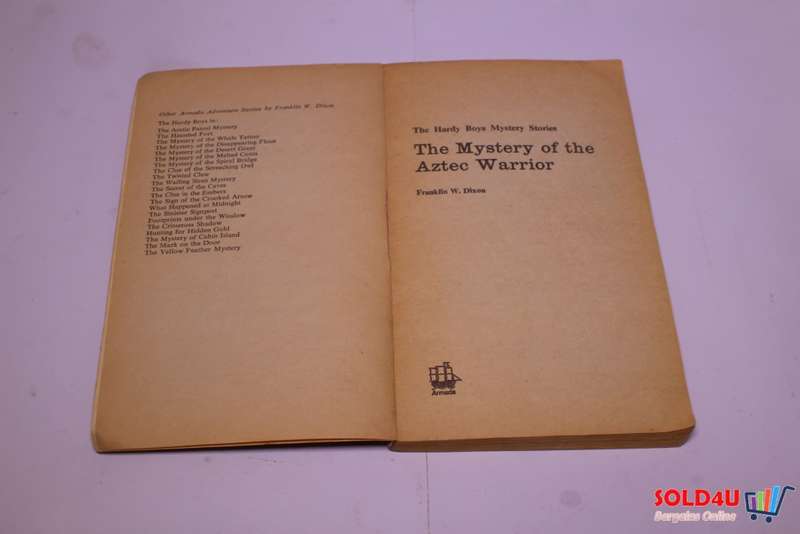 Other Armada Adventure Stories by Franklin W. Dixon
The Hardy Boys in:
The Arctic Patrol Mystery
The Haunted Fort
The Mystery of the Whale Tattoo
The Mystery of the Disappearing Floor
The Mystery of the Desert Giant
The Mystery of the Melted Coins
The Mystery of the Spiral Bridge
The Clue of the Screeching Owl
The Twisted Claw
The Wailing Siren Mystery
The Secret of the Caves
The Clue in the Embers
The Sign of the Crooked Arrow
What Happened at Midnight
The Sinister Signpost
Footprints under the Window
The Crisscross Shadow
Hunting for Hidden Gold
The Mystery of Cabin Island
The Mark on the Door
The Yellow Feather Mystery
The Hardy Boys Mystery Stories
The Mystery of the
Aztec Warrior
Franklin W. Dixon
Armada
SOLD4U
Bargains Online